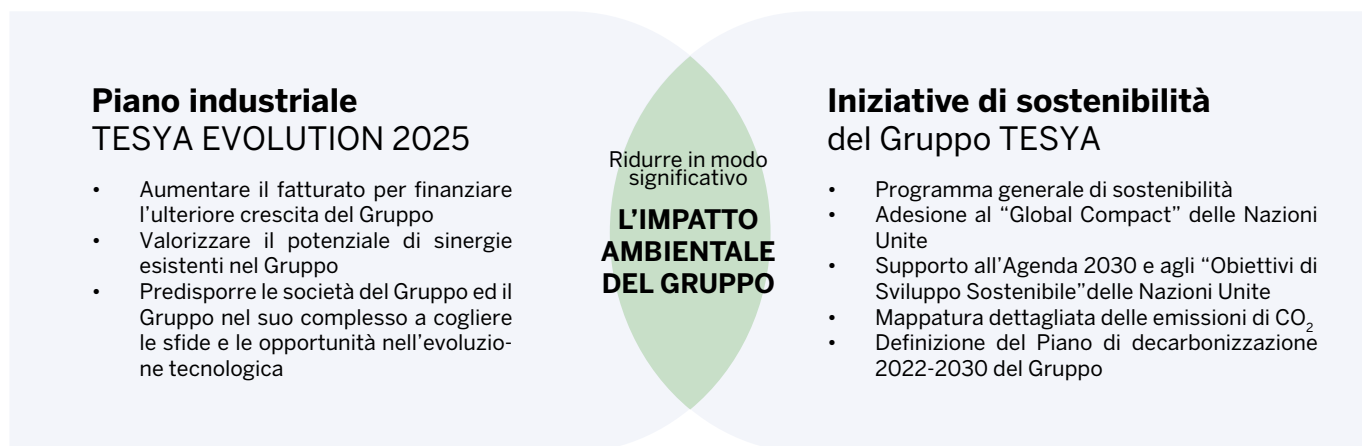 Piano industriale
TESYA EVOLUTION 2025
• Aumentare il fatturato per finanziare
l’ulteriore crescita del Gruppo
• Valorizzare il potenziale di sinergie
esistenti nel Gruppo
• Predisporre le società del Gruppo ed il
Gruppo nel suo complesso a cogliere
le sfide e le opportunità nell’evoluzio-
ne tecnologica
Ridurre in modo
significativo
L’IMPATTO
AMBIENTALE
DEL GRUPPO
Iniziative di sostenibilità
del Gruppo TESYA
• Programma generale di sostenibilità
• Adesione al “Global Compact” delle Nazioni
Unite
• Supporto all’Agenda 2030 e agli “Obiettivi di
Sviluppo Sostenibile”delle Nazioni Unite
• Mappatura dettagliata delle emissioni di CO₂
• Definizione del Piano di decarbonizzazione
2022-2030 del Gruppo